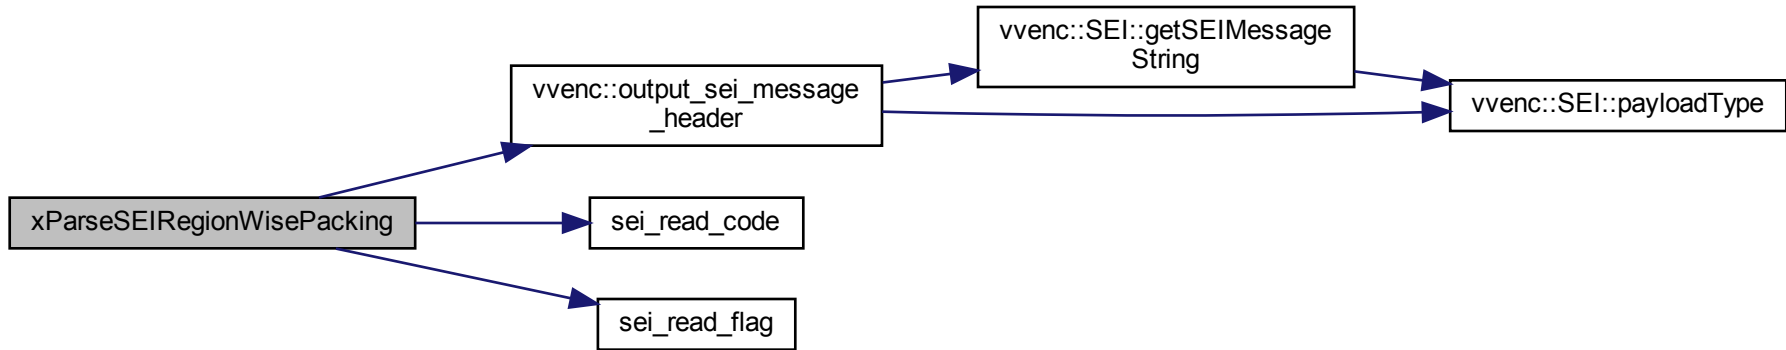 vvenc::SEI::getSEIMessage
String
vvenc::output_sei_message
_header
vvenc::SEI::payloadType
xParseSEIRegionWisePacking
sei_read_code
sei_read_flag